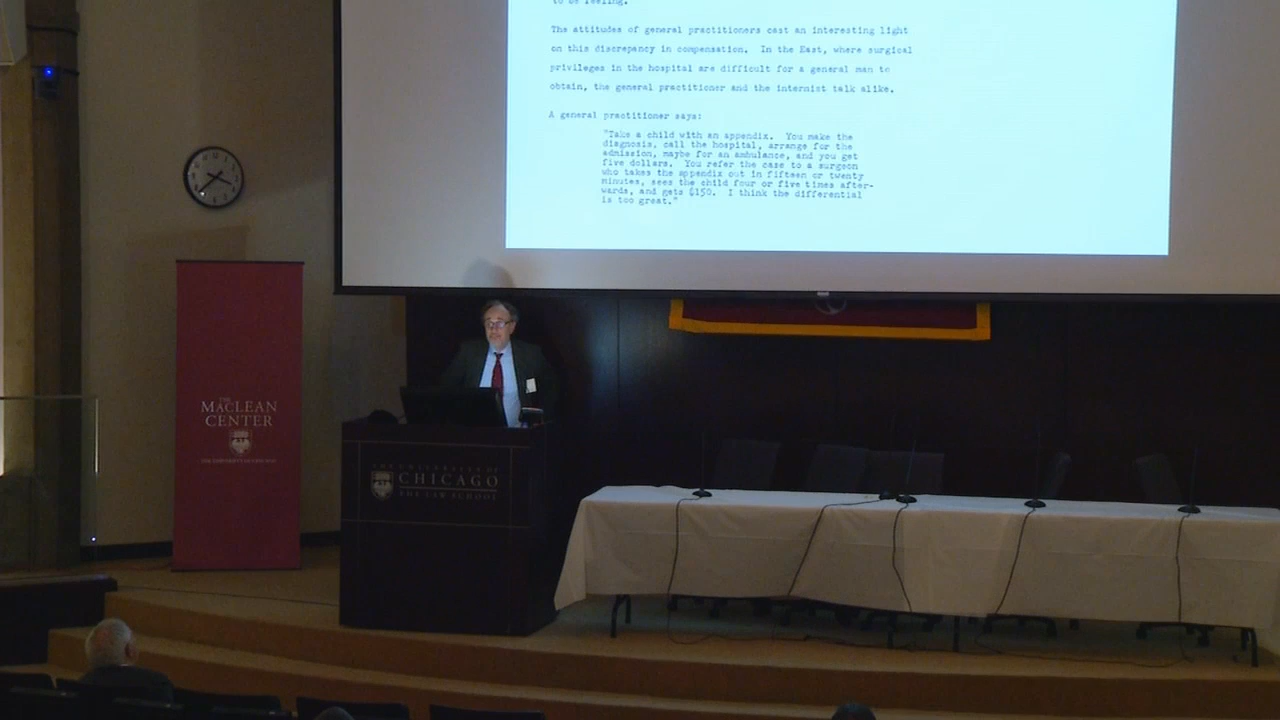 to be feeling.
The attitudes of general practitioners cast an interesting light
on this discrepancy in compensation. In the East, where surgical
privileges in the hospital are difficult for a general man to
obtain, the general practitioner and the internist talk alike.
A general practitioner says:
"Take a child with an appendix. You make the
diagnosis, call the hospital, arrange for the
admission, maybe for an ambulance, and you get
five dollars. You refer the case to a surgeon
who takes the appendix out in fifteen or twenty
minutes, sees the child four or five times after-
wards, and gets $150. I think the differential
is too great."
THE
MACLEAN
CENTER
THE UNIVERSITY OF
CHICAGO
THE LAW SCHOOL